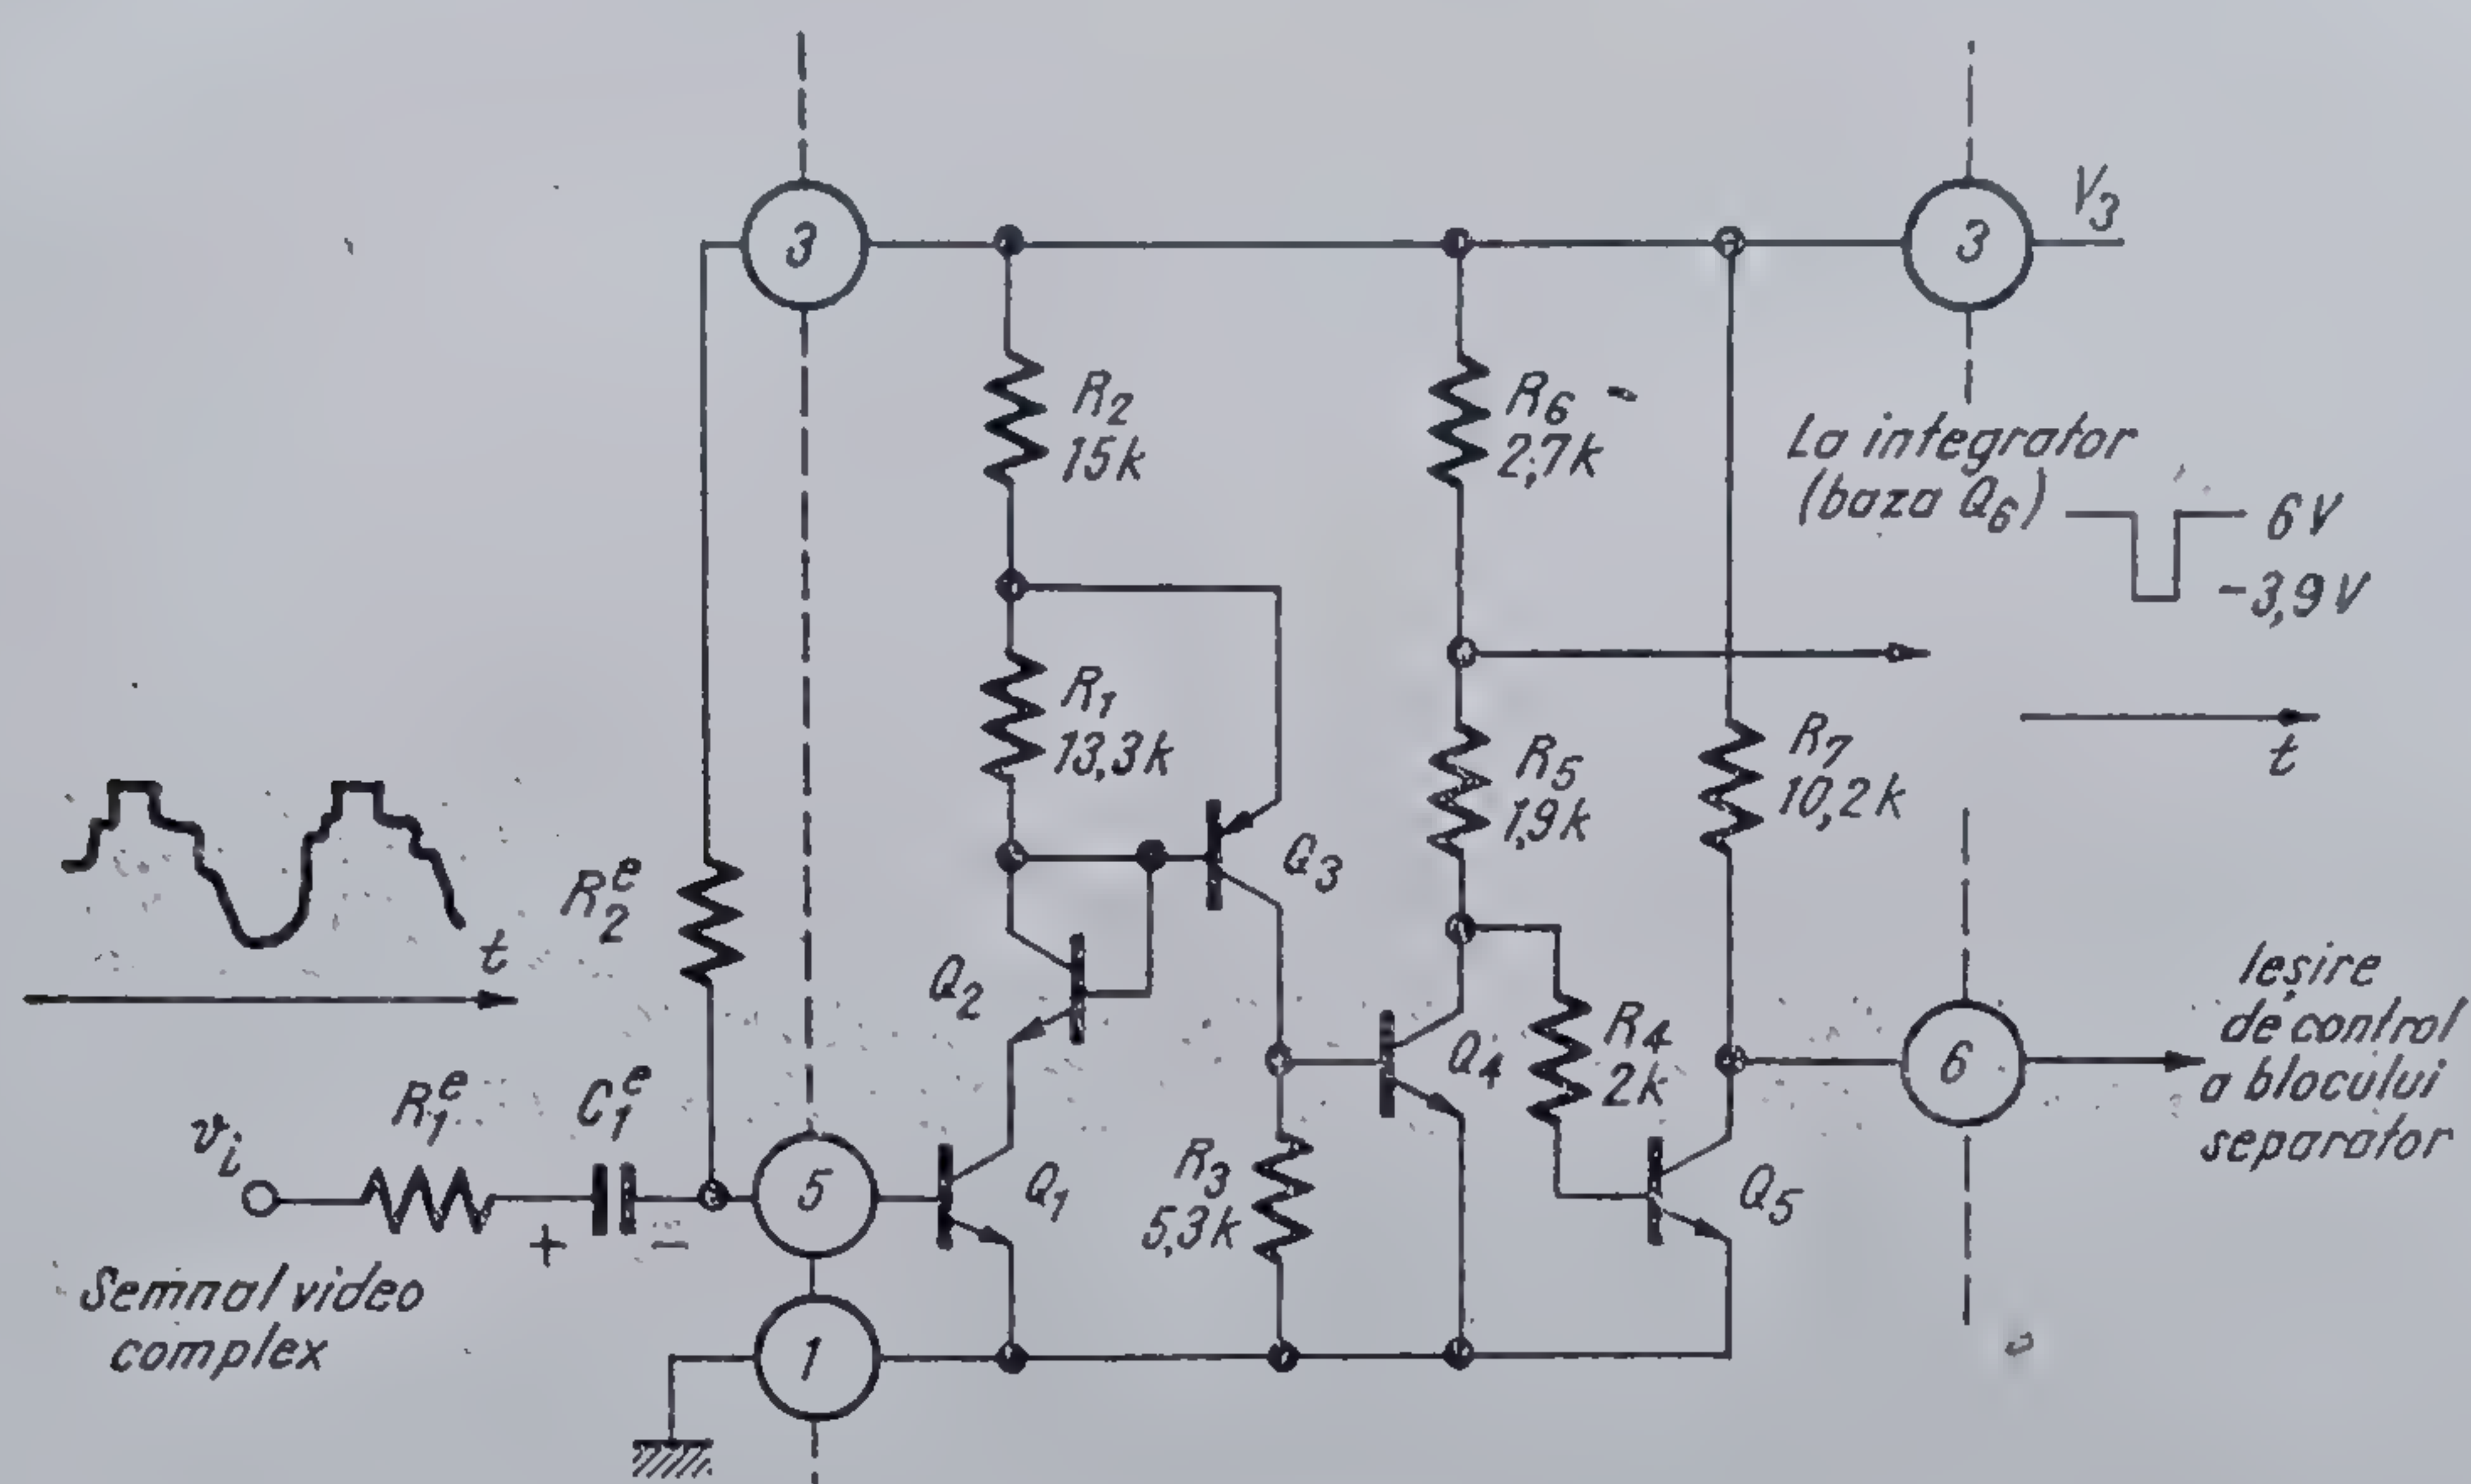 3
3
V3
R2
15k
R6
2,7k
La integrator
(baza Q6)
6V
-3,9V
R1
13,3k
R5
1,9k
R7
10,2k
t
t
R2e
Q3
Q2
R4
2k
Q4
Ieșire
de control
a blocului
separator
6
vi
R1e
C1e
+
-
5
Q1
R3
5,3k
Q5
Semnal video
complex
1